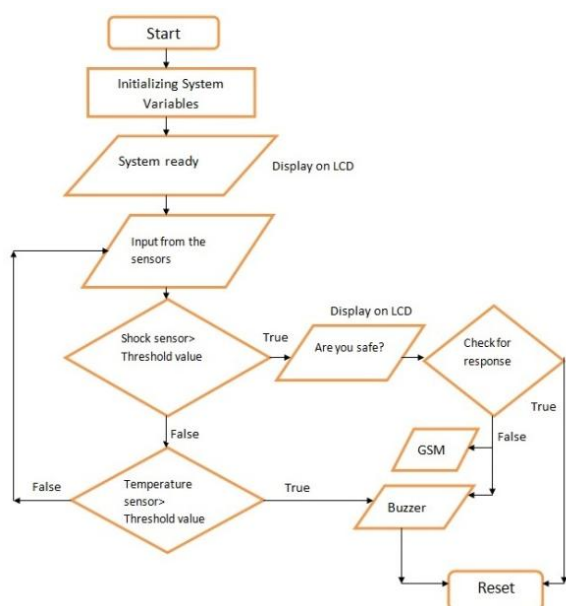 Start
Initializing System
Variables
System ready
Display on LCD
Input from the
sensors
Display on LCD
Shock sensor>
Threshold value
True
Are you safe?
Check for
response
True
False
False
GSM
False
Temperature
sensor>
Threshold value
True
Buzzer
Reset